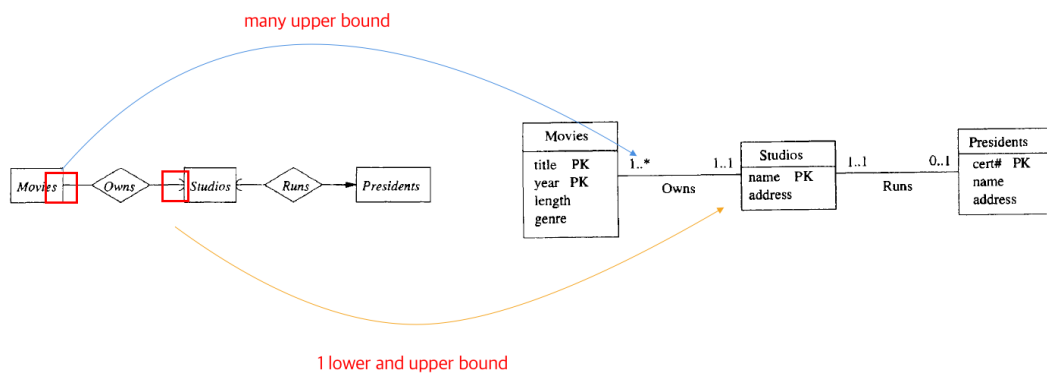 many upper bound
Movies
Owns
Studios
Runs
Presidents
Movies
title PK
year PK
length
genre
1..*
1..1
Owns
Studios
name PK
address
1..1
0..1
Runs
Presidents
cert# PK
name
address
1 lower and upper bound